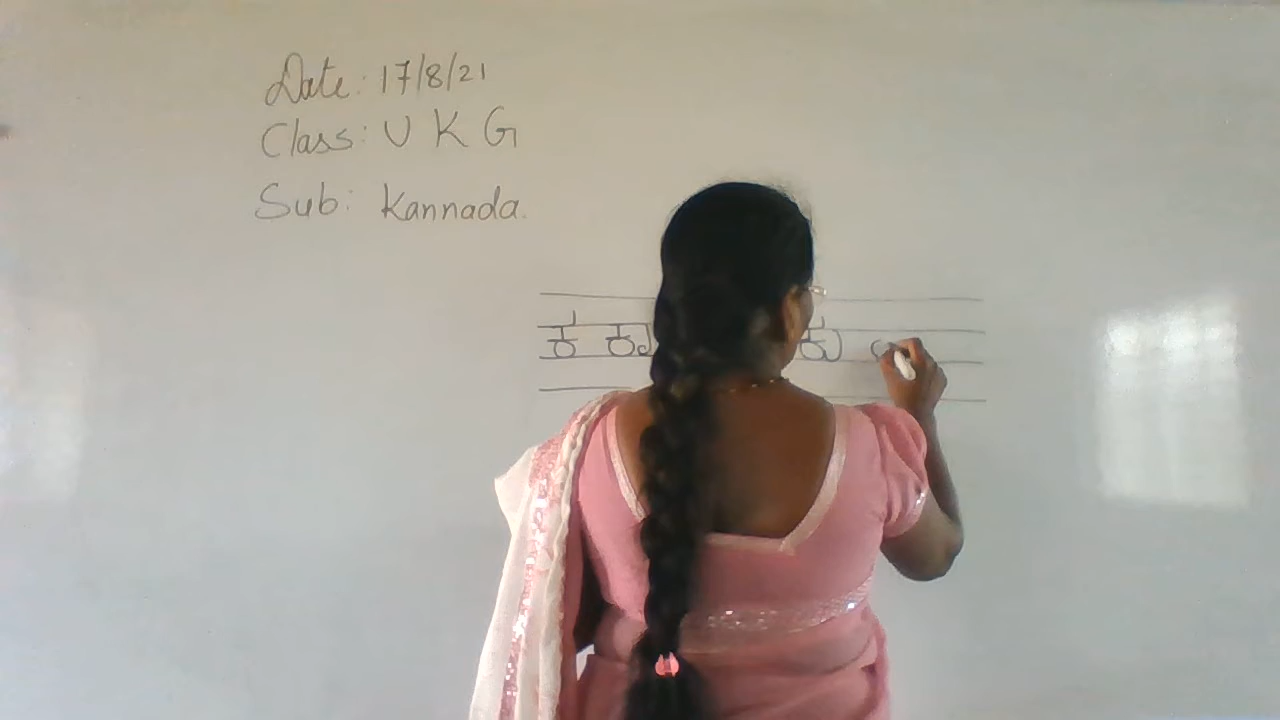 Date: 17/8/21
Class: U K G
Sub: Kannada.
ಕ ಕಾ ಕು